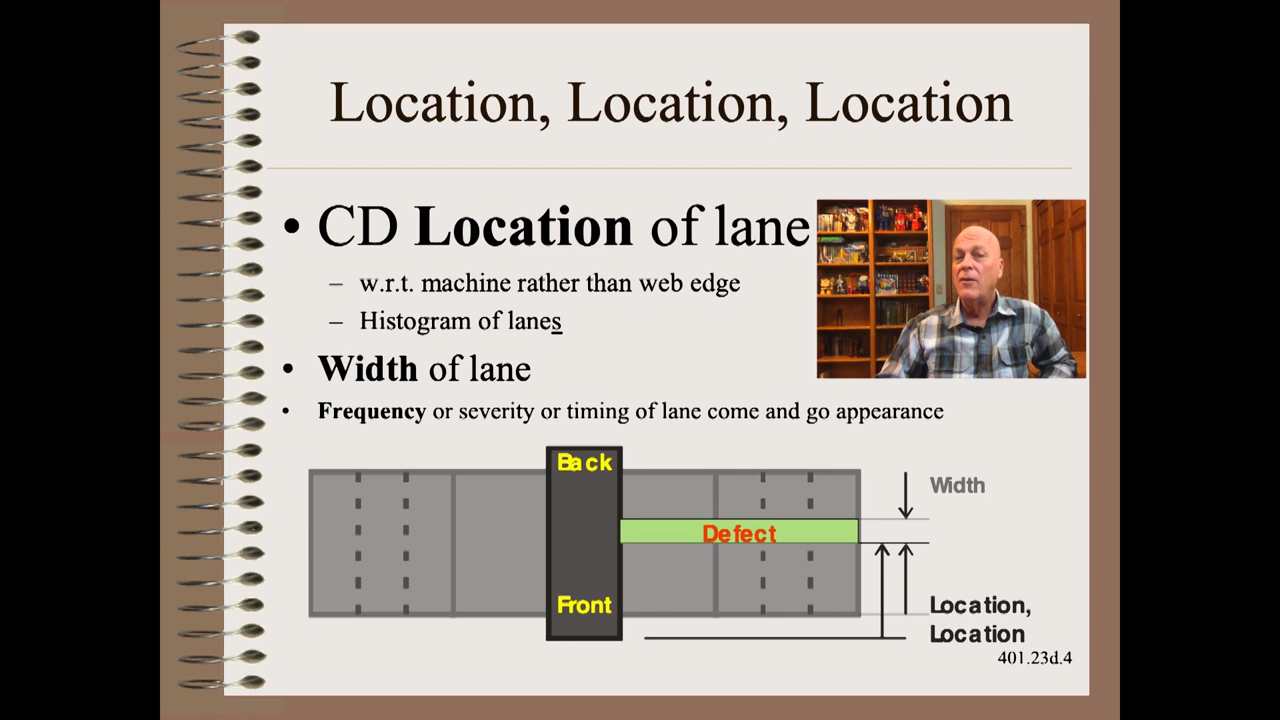 Location, Location, Location
• CD Location of lane
– w.r.t. machine rather than web edge
– Histogram of lanes
• Width of lane
• Frequency or severity or timing of lane come and go appearance
Back
Width
Defect
Front
Location,
Location
401.23d.4